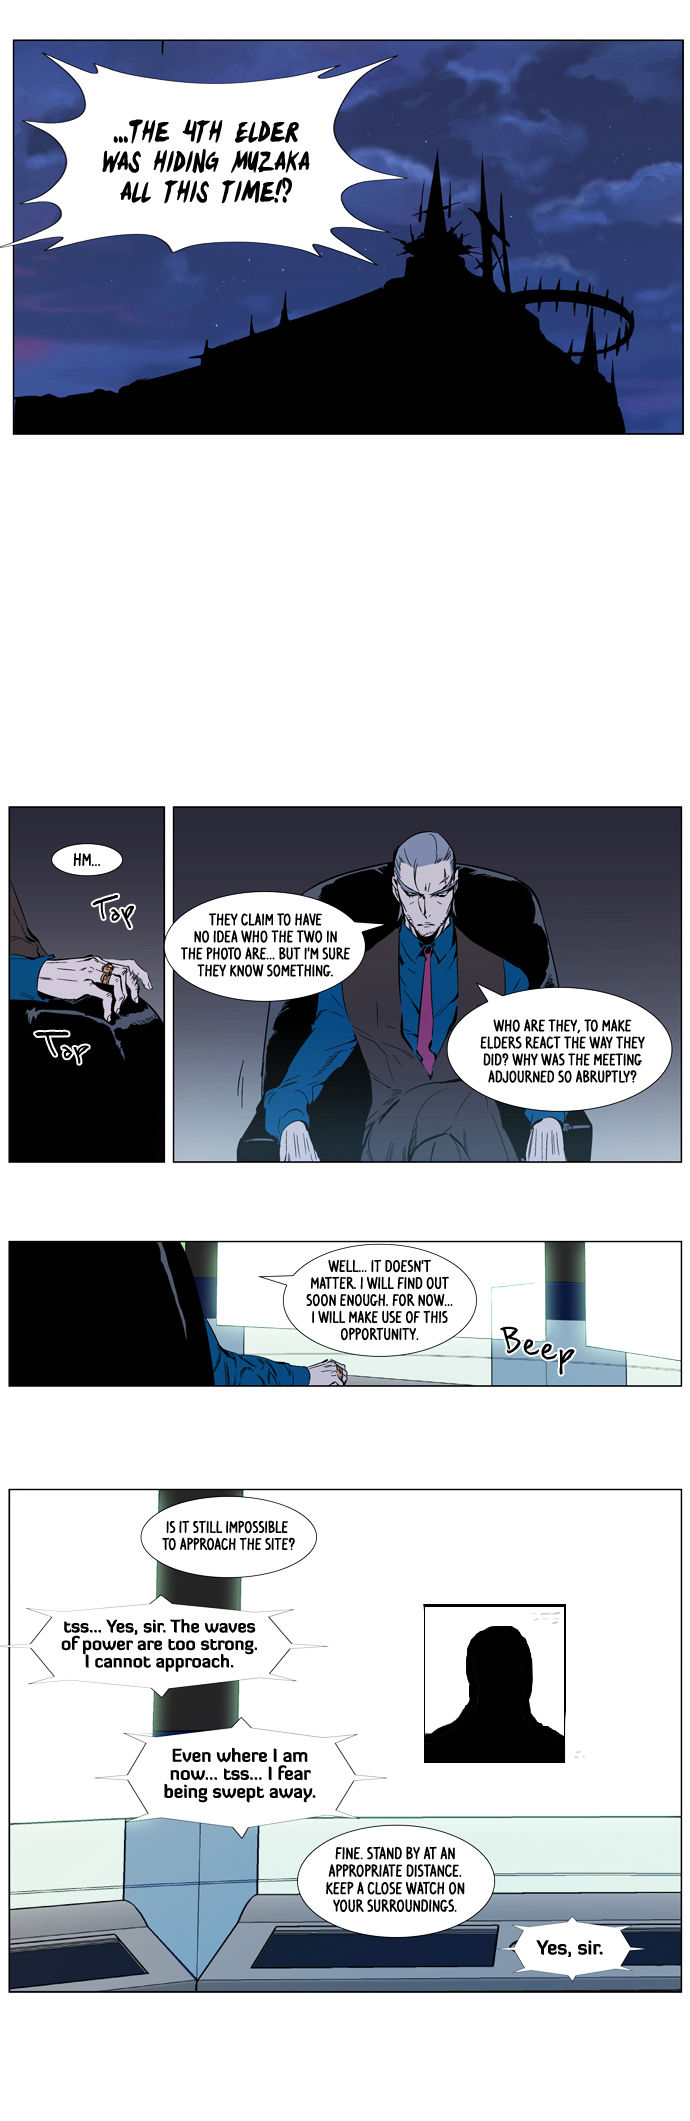 ...THE 4TH ELDER
WAS HIDING MUZAKA
ALL THIS TIME!?
HM...
Tap
Tap
THEY CLAIM TO HAVE
NO IDEA WHO THE TWO IN
THE PHOTO ARE... BUT I'M SURE
THEY KNOW SOMETHING.
WHO ARE THEY, TO MAKE
ELDERS REACT THE WAY THEY
DID? WHY WAS THE MEETING
ADJOURNED SO ABRUPTLY?
WELL... IT DOESN'T
MATTER. I WILL FIND OUT
SOON ENOUGH. FOR NOW...
I WILL MAKE USE OF THIS
OPPORTUNITY.
Beep
IS IT STILL IMPOSSIBLE
TO APPROACH THE SITE?
tss... Yes, sir. The waves
of power are too strong.
I cannot approach.
Even where I am
now... tss... I fear
being swept away.
FINE. STAND BY AT AN
APPROPRIATE DISTANCE.
KEEP A CLOSE WATCH ON
YOUR SURROUNDINGS.
Yes, sir.